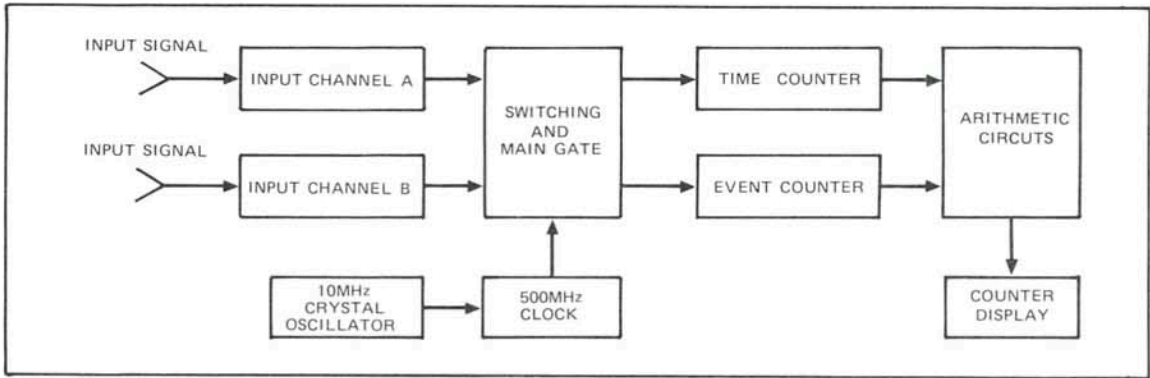 INPUT SIGNAL
INPUT CHANNEL A
SWITCHING
AND
MAIN GATE
TIME COUNTER
ARITHMETIC
CIRCUTS
INPUT SIGNAL
INPUT CHANNEL B
EVENT COUNTER
10MHz
CRYSTAL
OSCILLATOR
500MHz
CLOCK
COUNTER
DISPLAY